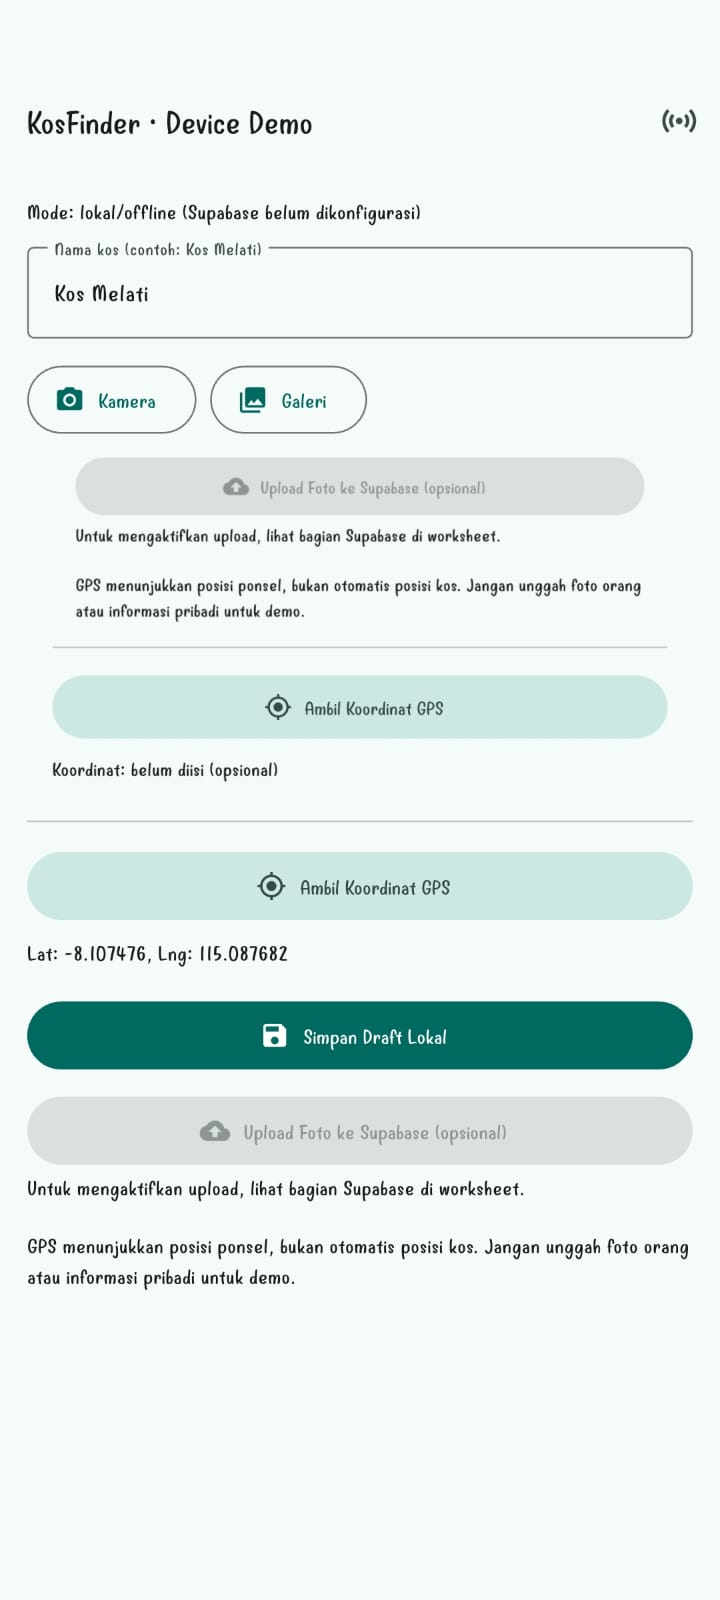 KosFinder · Device Demo
Mode: lokal/offline (Supabase belum dikonfigurasi)
Nama kos (contoh: Kos Melati)
Kos Melati
Kamera
Galeri
Upload Foto ke Supabase (opsional)
Untuk mengaktifkan upload, lihat bagian Supabase di worksheet.
GPS menunjukkan posisi ponsel, bukan otomatis posisi kos. Jangan unggah foto orang
atau informasi pribadi untuk demo.
Ambil Koordinat GPS
Koordinat: belum diisi (opsional)
Ambil Koordinat GPS
Lat: -8.107476, Lng: 115.087682
Simpan Draft Lokal
Upload Foto ke Supabase (opsional)
Untuk mengaktifkan upload, lihat bagian Supabase di worksheet.
GPS menunjukkan posisi ponsel, bukan otomatis posisi kos. Jangan unggah foto orang
atau informasi pribadi untuk demo.